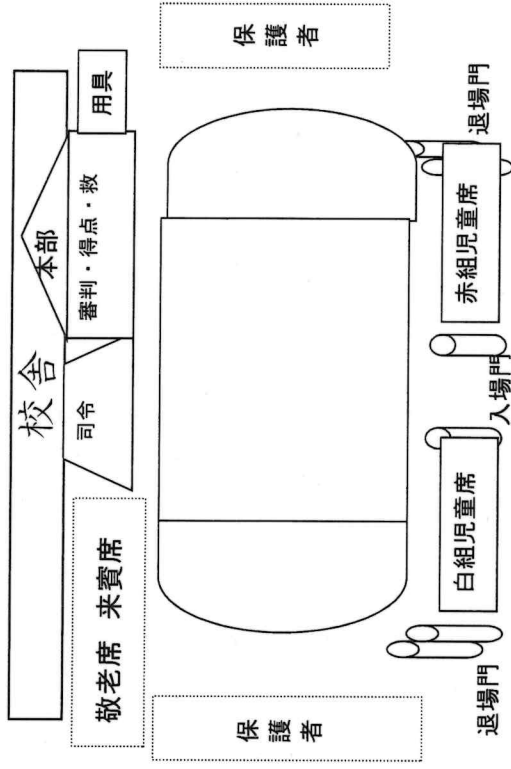 校舎
本部
用具
審判・得点・救
司令
敬老席 来賓席
保護者
保護者
退場門
白組児童席
入場門
赤組児童席
退場門